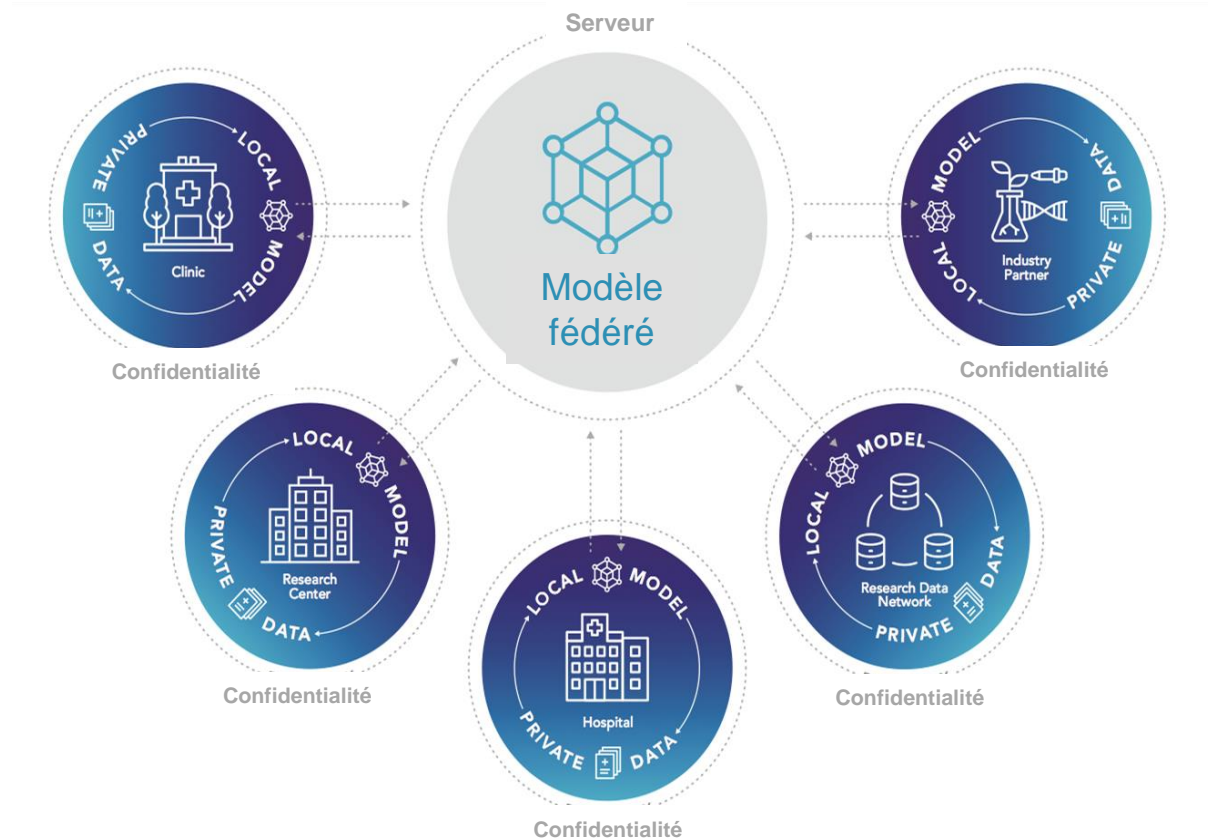 Serveur
Modèle
fédéré
PRIVATE
LOCAL
MODEL
DATA
Clinic
Confidentialité
MODEL
DATA
LOCAL
PRIVATE
Industry
Partner
Confidentialité
LOCAL
MODEL
PRIVATE
DATA
Research
Center
Confidentialité
MODEL
LOCAL
DATA
PRIVATE
Research Data
Network
Confidentialité
LOCAL
MODEL
PRIVATE
DATA
Hospital
Confidentialité